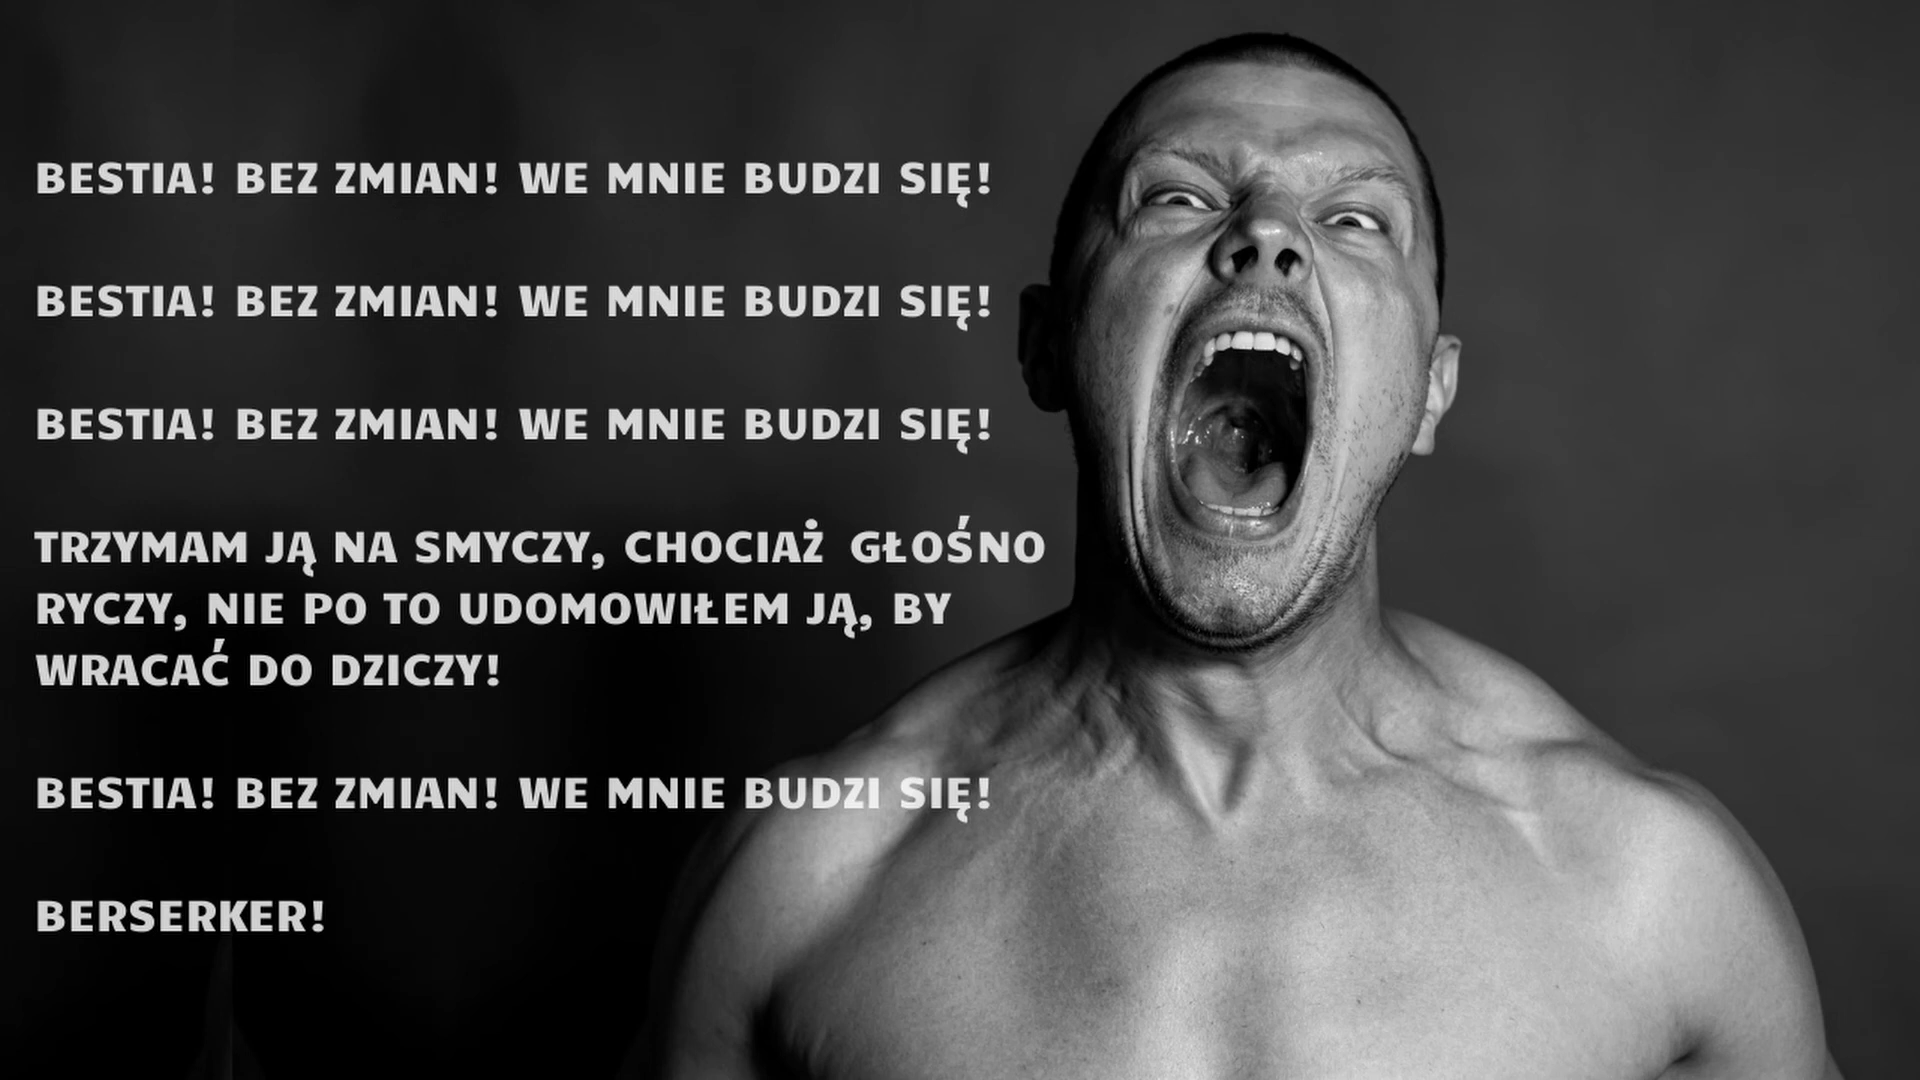 BESTIA! BEZ ZMIAN! WE MNIE BUDZI SIĘ!
BESTIA! BEZ ZMIAN! WE MNIE BUDZI SIĘ!
BESTIA! BEZ ZMIAN! WE MNIE BUDZI SIĘ!
TRZYMAM JĄ NA SMYCZY, CHOCIAŻ GŁOŚNO
RYCZY, NIE PO TO UDOMOWIŁEM JĄ, BY
WRACAĆ DO DZICZY!
BESTIA! BEZ ZMIAN! WE MNIE BUDZI SIĘ!
BERSERKER!